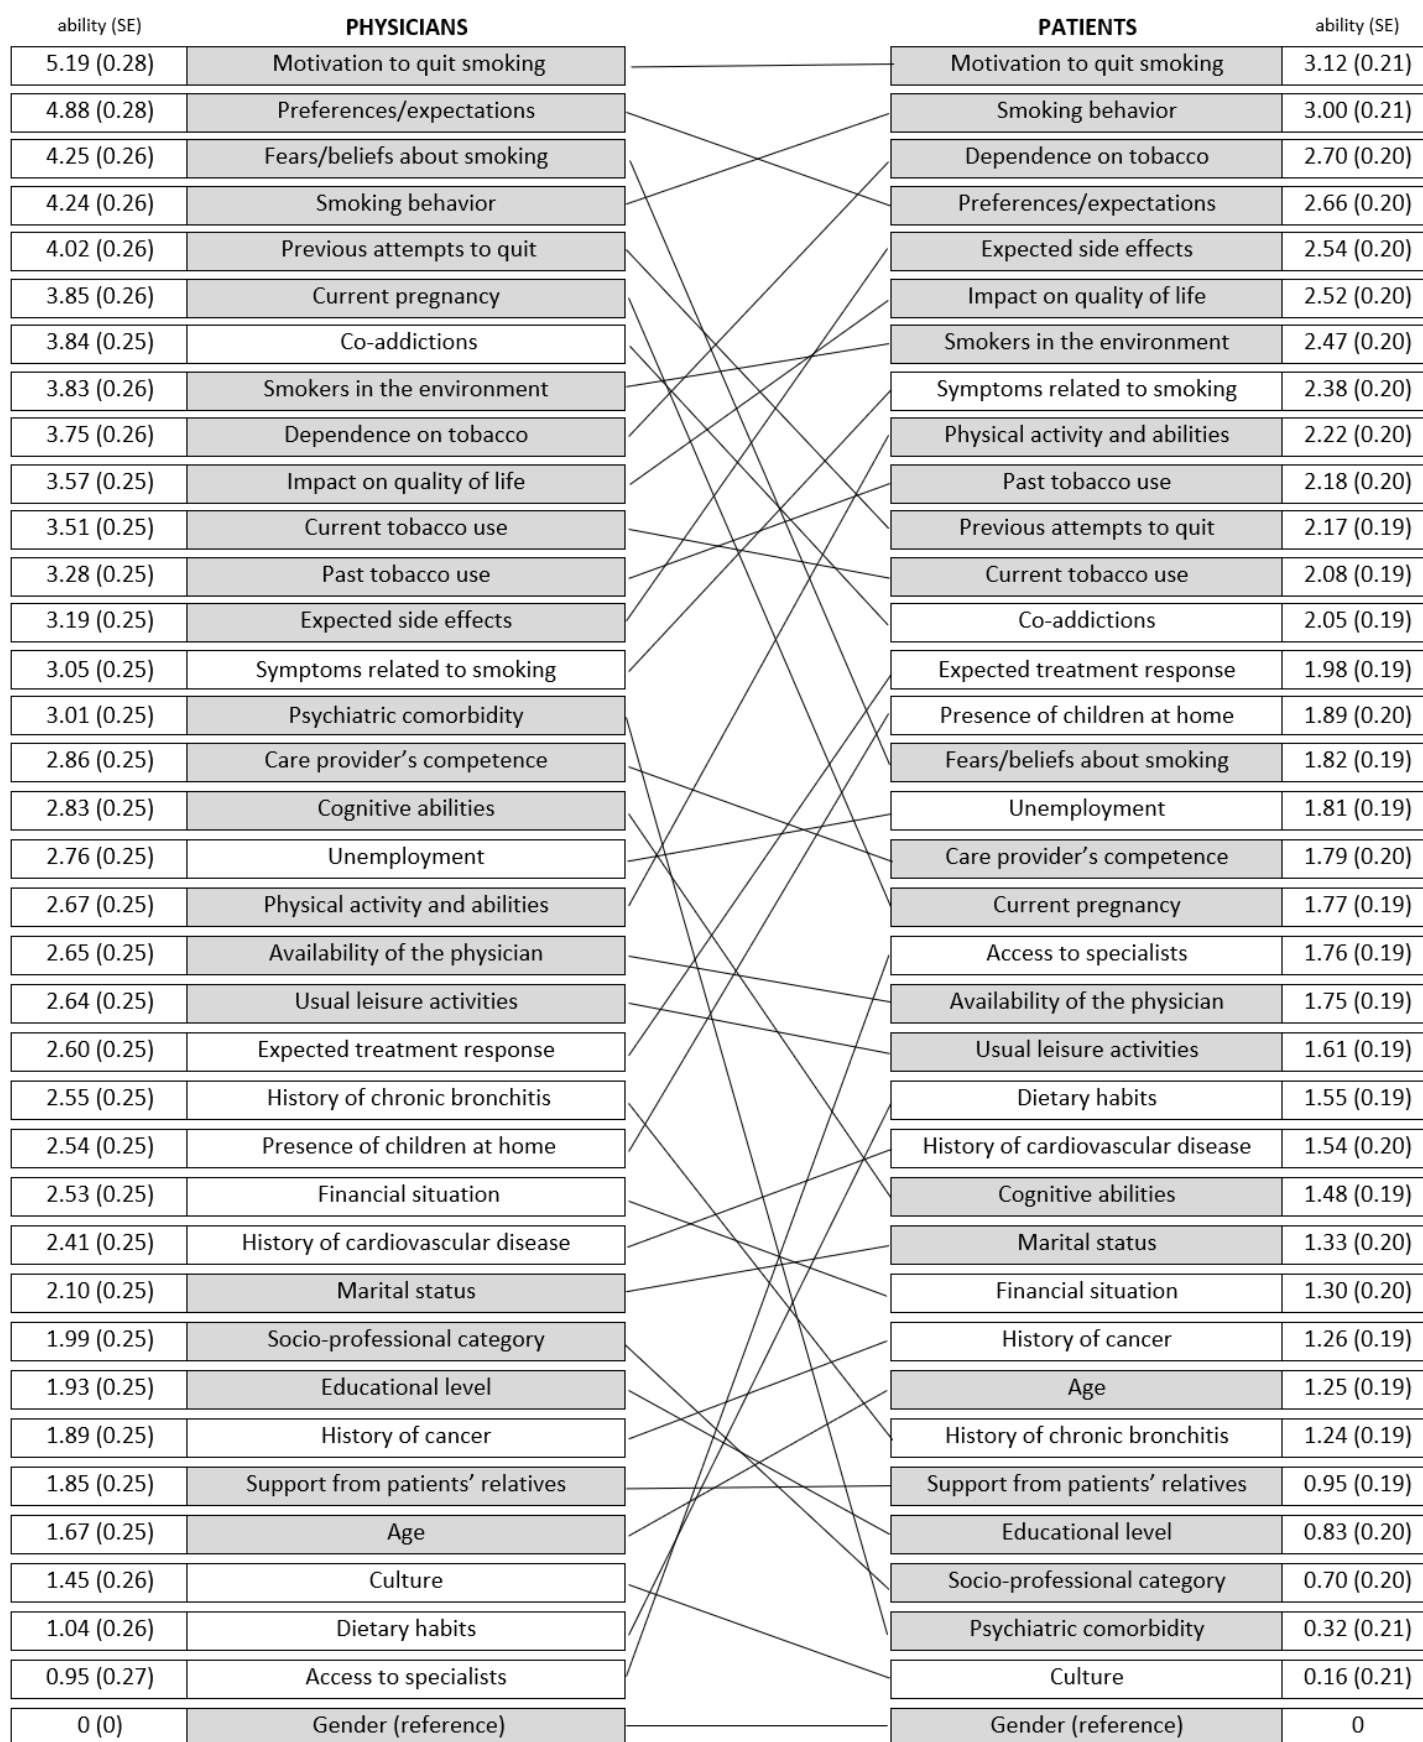 ability (SE) PHYSICIANS PATIENTS ability (SE)
5.19 (0.28) Motivation to quit smoking Motivation to quit smoking 3.12 (0.21)
4.88 (0.28) Preferences/expectations Smoking behavior 3.00 (0.21)
4.25 (0.26) Fears/beliefs about smoking Dependence on tobacco 2.70 (0.20)
4.24 (0.26) Smoking behavior Preferences/expectations 2.66 (0.20)
4.02 (0.26) Previous attempts to quit Expected side effects 2.54 (0.20)
3.85 (0.26) Current pregnancy Impact on quality of life 2.52 (0.20)
3.84 (0.25) Co-addictions Smokers in the environment 2.47 (0.20)
3.83 (0.26) Smokers in the environment Symptoms related to smoking 2.38 (0.20)
3.75 (0.26) Dependence on tobacco Physical activity and abilities 2.22 (0.20)
3.57 (0.25) Impact on quality of life Past tobacco use 2.18 (0.20)
3.51 (0.25) Current tobacco use Previous attempts to quit 2.17 (0.19)
3.28 (0.25) Past tobacco use Current tobacco use 2.08 (0.19)
3.19 (0.25) Expected side effects Co-addictions 2.05 (0.19)
3.05 (0.25) Symptoms related to smoking Expected treatment response 1.98 (0.19)
3.01 (0.25) Psychiatric comorbidity Presence of children at home 1.89 (0.20)
2.86 (0.25) Care provider's competence Fears/beliefs about smoking 1.82 (0.19)
2.83 (0.25) Cognitive abilities Unemployment 1.81 (0.19)
2.76 (0.25) Unemployment Care provider's competence 1.79 (0.20)
2.67 (0.25) Physical activity and abilities Current pregnancy 1.77 (0.19)
2.65 (0.25) Availability of the physician Access to specialists 1.76 (0.19)
2.64 (0.25) Usual leisure activities Availability of the physician 1.75 (0.19)
2.60 (0.25) Expected treatment response Usual leisure activities 1.61 (0.19)
2.55 (0.25) History of chronic bronchitis Dietary habits 1.55 (0.19)
2.54 (0.25) Presence of children at home History of cardiovascular disease 1.54 (0.20)
2.53 (0.25) Financial situation Cognitive abilities 1.48 (0.19)
2.41 (0.25) History of cardiovascular disease Marital status 1.33 (0.20)
2.10 (0.25) Marital status Financial situation 1.30 (0.20)
1.99 (0.25) Socio-professional category History of cancer 1.26 (0.19)
1.93 (0.25) Educational level Age 1.25 (0.19)
1.89 (0.25) History of cancer History of chronic bronchitis 1.24 (0.19)
1.85 (0.25) Support from patients' relatives Support from patients' relatives 0.95 (0.19)
1.67 (0.25) Age Educational level 0.83 (0.20)
1.45 (0.26) Culture Socio-professional category 0.70 (0.20)
1.04 (0.26) Dietary habits Psychiatric comorbidity 0.32 (0.21)
0.95 (0.27) Access to specialists Culture 0.16 (0.21)
0 (0) Gender (reference) Gender (reference) 0